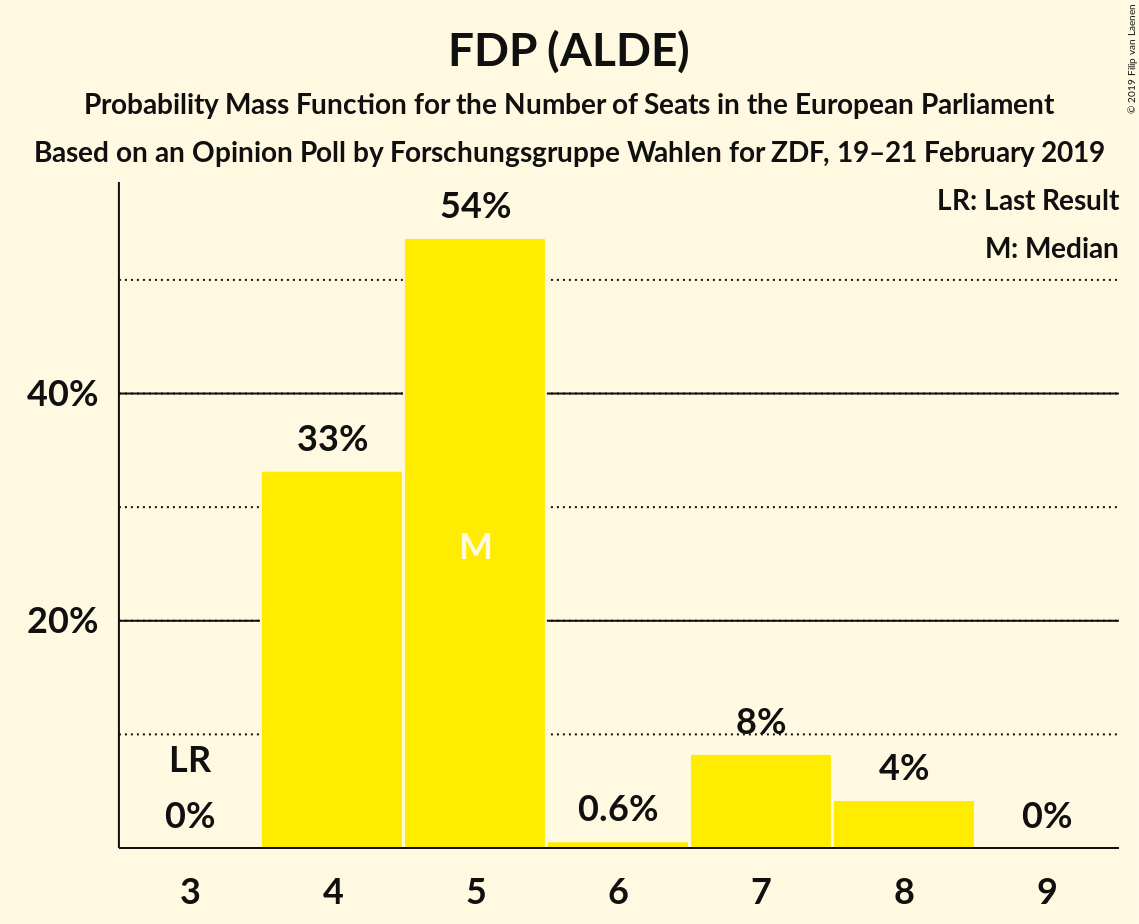 FDP (ALDE)
Probability Mass Function for the Number of Seats in the European Parliament
Based on an Opinion Poll by Forschungsgruppe Wahlen for ZDF, 19–21 February 2019
© 2019 Filip van Laenen
LR: Last Result
M: Median
54%
40%
33%
M
20%
8%
LR
4%
0%
0.6%
0%
3 4 5 6 7 8 9